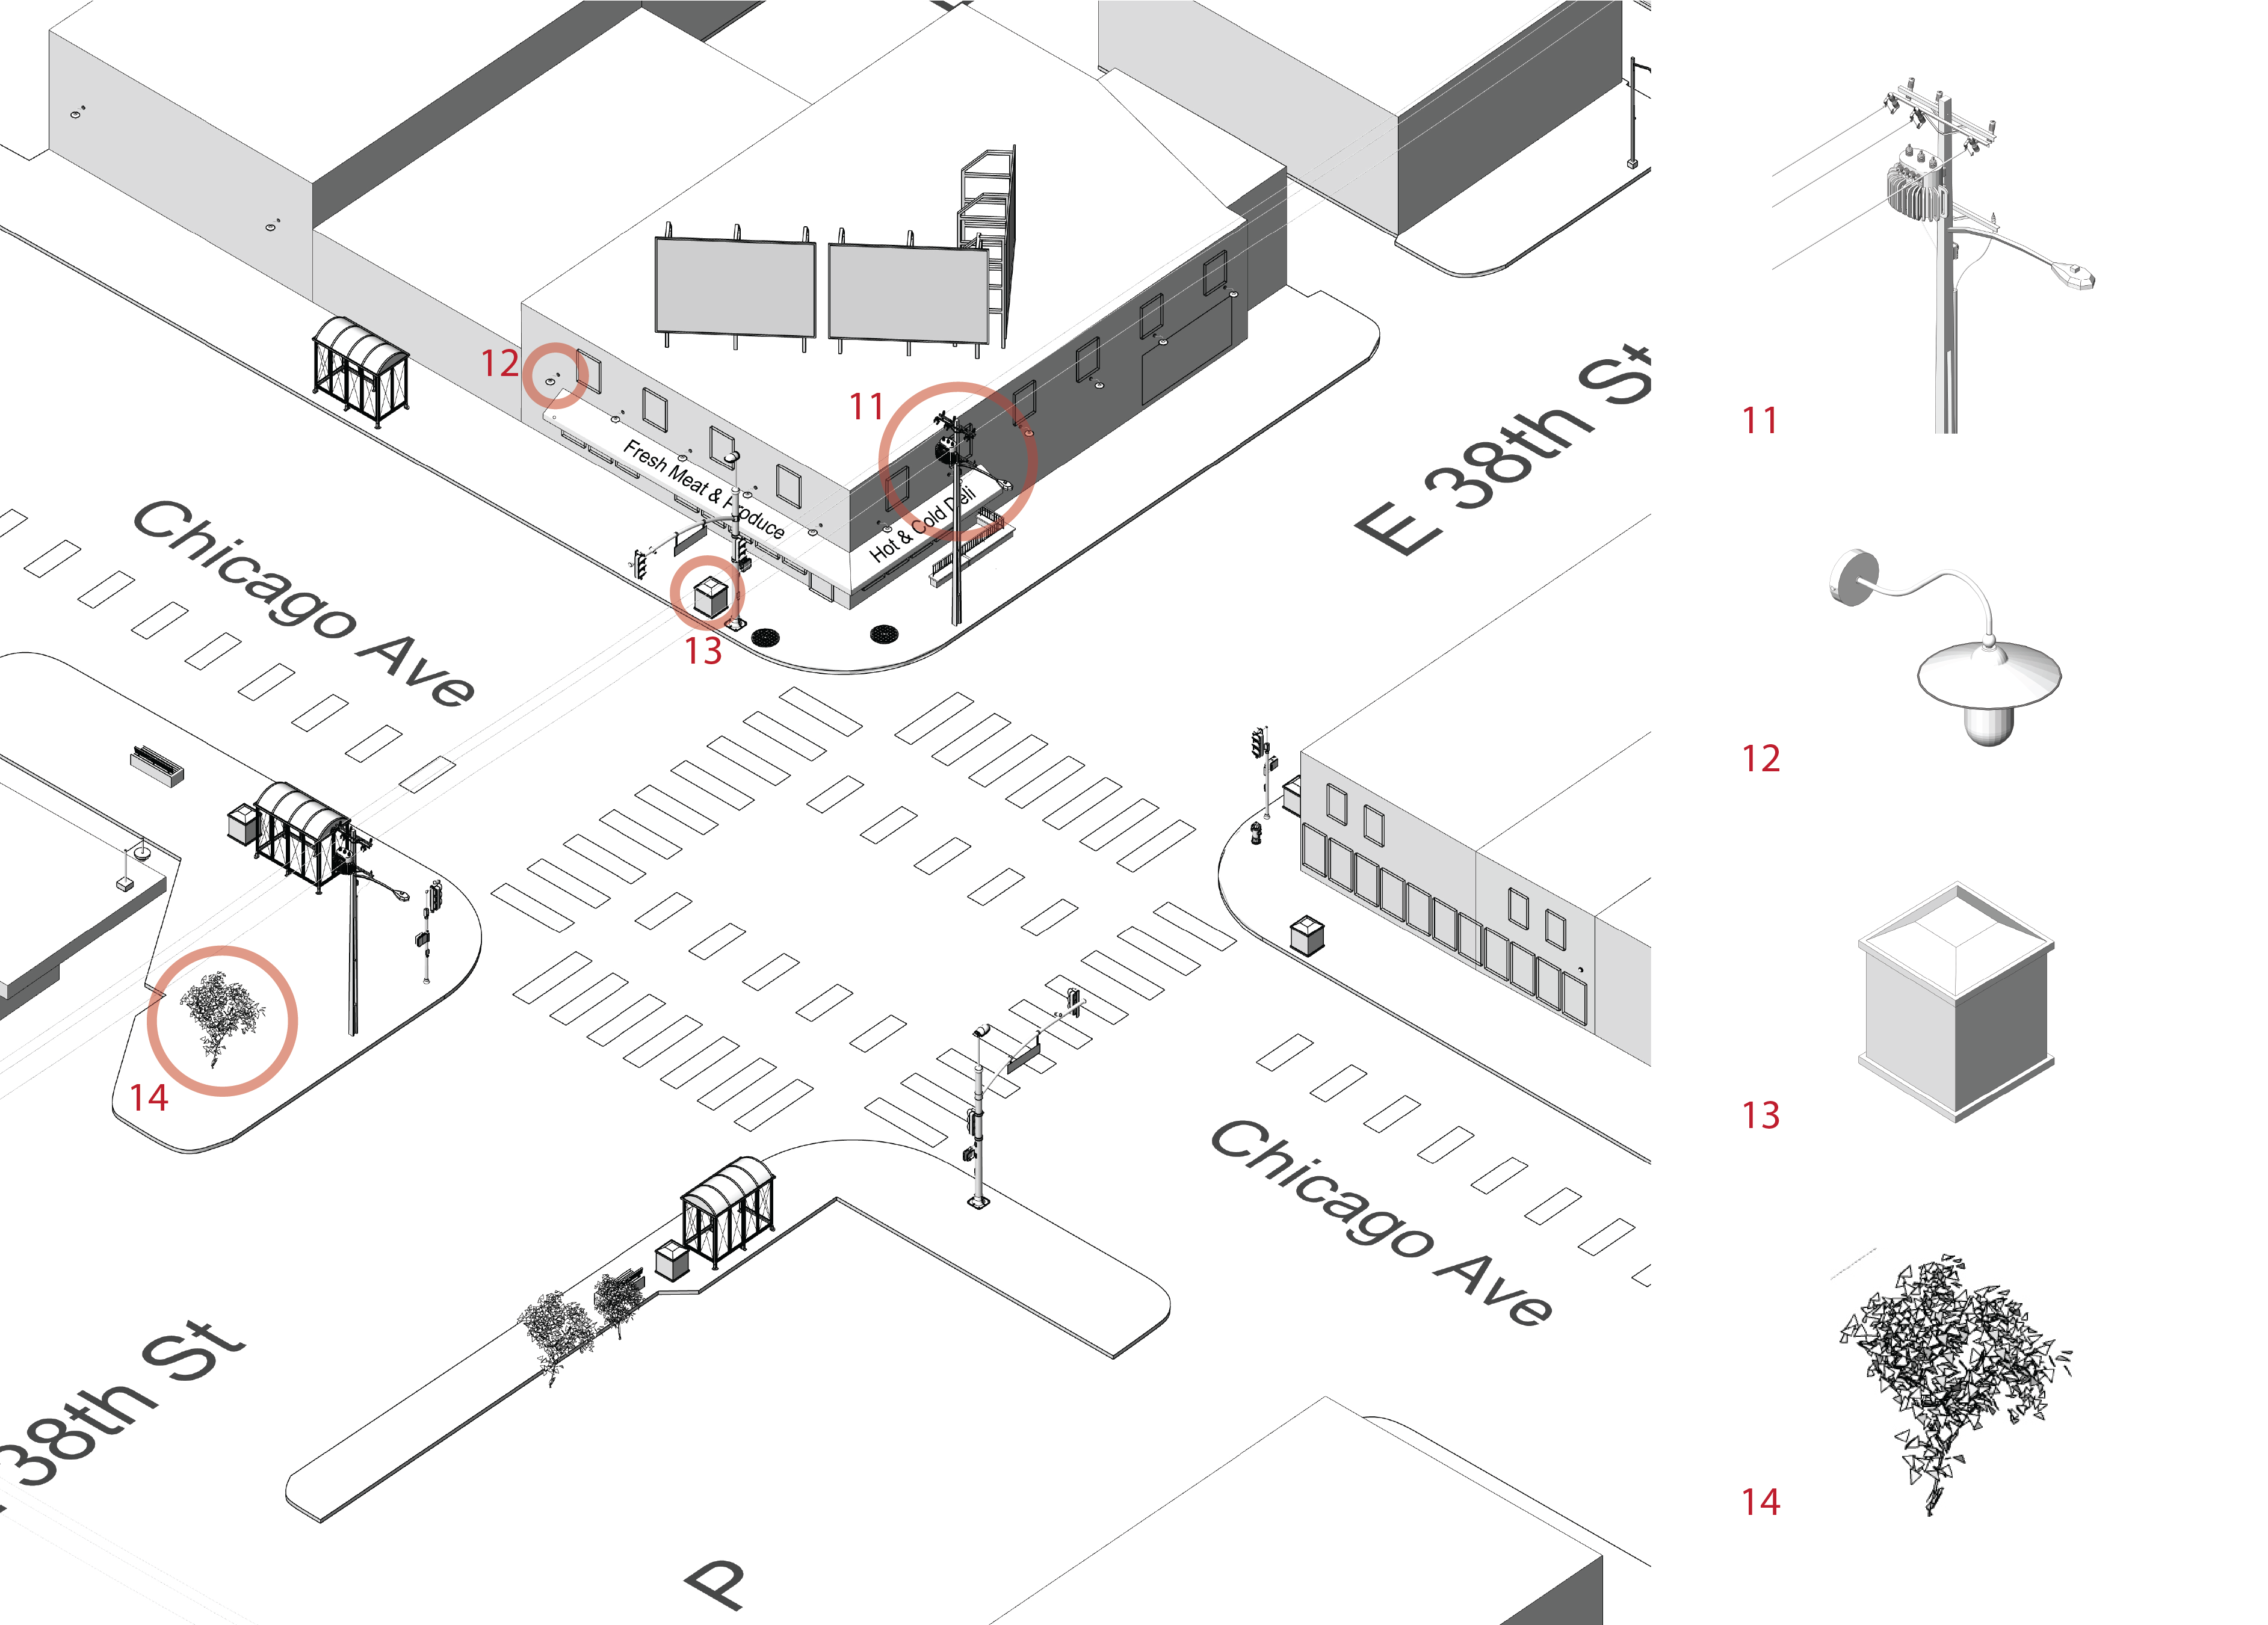 11
12
11
E 38th St
Fresh Meat & Produce
Hot & Cold Deli
Chicago Ave
13
12
14
13
Chicago Ave
38th St
14
P